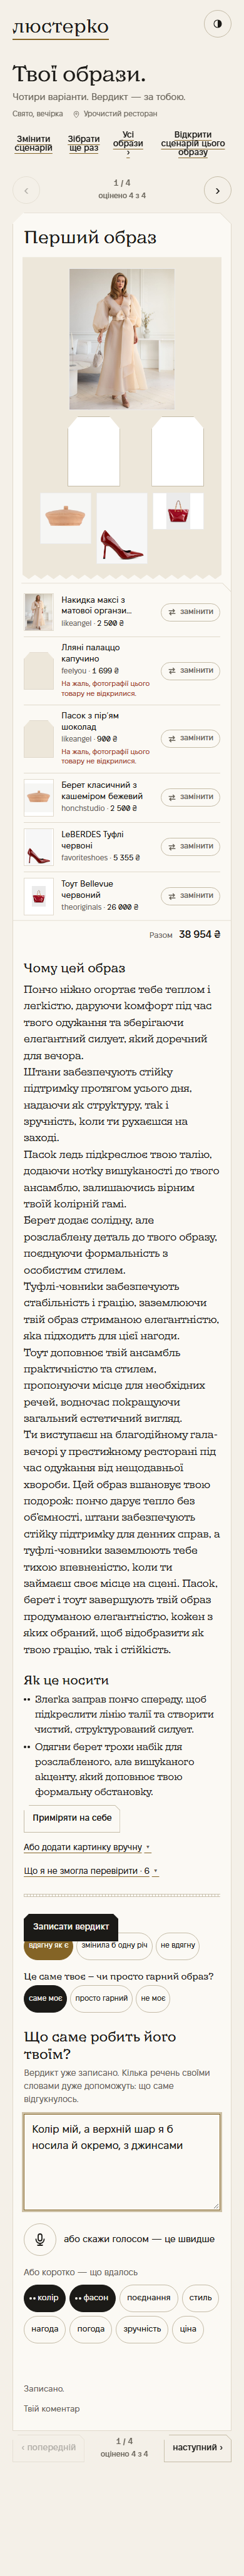 люстерко
Твої образи.
Чотири варіанти. Вердикт — за тобою.
Свято, вечірка Урочистий ресторан
Змінити
сценарій
Зібрати
ще раз
Усі
образи
›
Відкрити
сценарій цього
образу
‹
1 / 4
оцінено 4 з 4
›
Перший образ
Накидка максі з
матової органзи...
likeangel · 2 500 ₴
замінити
Лляні палаццо
капучино
feelyou · 1 699 ₴
На жаль, фотографії цього
товару не відкрилися.
замінити
Пасок з пірʼям
шоколад
likeangel · 900 ₴
На жаль, фотографії цього
товару не відкрилися.
замінити
Берет класичний з
кашеміром бежевий
honchstudio · 2 500 ₴
замінити
LeBERDES Туфлі
червоні
favoriteshoes · 5 355 ₴
замінити
Тоут Bellevue
червоний
theoriginals · 26 000 ₴
замінити
Разом 38 954 ₴
Чому цей образ
Пончо ніжно огортає тебе теплом і
легкістю, даруючи комфорт під час
твого одужання та зберігаючи
елегантний силует, який доречний
для вечора.
Штани забезпечують стійку
підтримку протягом усього дня,
надаючи як структуру, так і
зручність, коли ти рухаєшся на
заході.
Пасок ледь підкреслює твою талію,
додаючи нотку вишуканості до твого
ансамблю, залишаючись вірним
твоїй колірній гамі.
Берет додає солідну, але
розслаблену деталь до твого образу,
поєднуючи формальність з
особистим стилем.
Туфлі-човники забезпечують
стабільність і грацію, заземлюючи
твій образ стриманою елегантністю,
яка підходить для цієї нагоди.
Тоут доповнює твій ансамбль
практичністю та стилем,
пропонуючи місце для необхідних
речей, водночас покращуючи
загальний естетичний вигляд.
Ти виступаєш на благодійному гала-
вечорі у престижному ресторані під
час одужання від нещодавньої
хвороби. Цей образ вшановує твою
подорож: пончо дарує тепло без
об'ємності, штани забезпечують
стійку підтримку для денних справ, а
туфлі-човники заземлюють тебе
тихою впевненістю, коли ти
займаєш своє місце на сцені. Пасок,
берет і тоут завершують твій образ
продуманою елегантністю, кожен з
яких обраний, щоб відобразити як
твою грацію, так і стійкість.
Як це носити
Злегка заправ пончо спереду, щоб
підкреслити лінію талії та створити
чистий, структурований силует.
Одягни берет трохи набік для
розслабленого, але вишуканого
акценту, який доповнює твою
формальну обстановку.
Приміряти на себе
Або додати картинку вручну
Що я не змогла перевірити · 6
Записати вердикт
вдягну як є
змінила б одну річ
не вдягну
Це саме твоє — чи просто гарний образ?
саме моє
просто гарний
не моє
Що саме робить його
твоїм?
Вердикт уже записано. Кілька речень своїми
словами дуже допоможуть: що саме
відгукнулось.
Колір мій, а верхній шар я б
носила й окремо, з джинсами
або скажи голосом — це швидше
Або коротко — що вдалось
колір
фасон
поєднання
стиль
нагода
погода
зручність
ціна
Записано.
Твій коментар
‹ попередній
1 / 4
оцінено 4 з 4
наступний ›